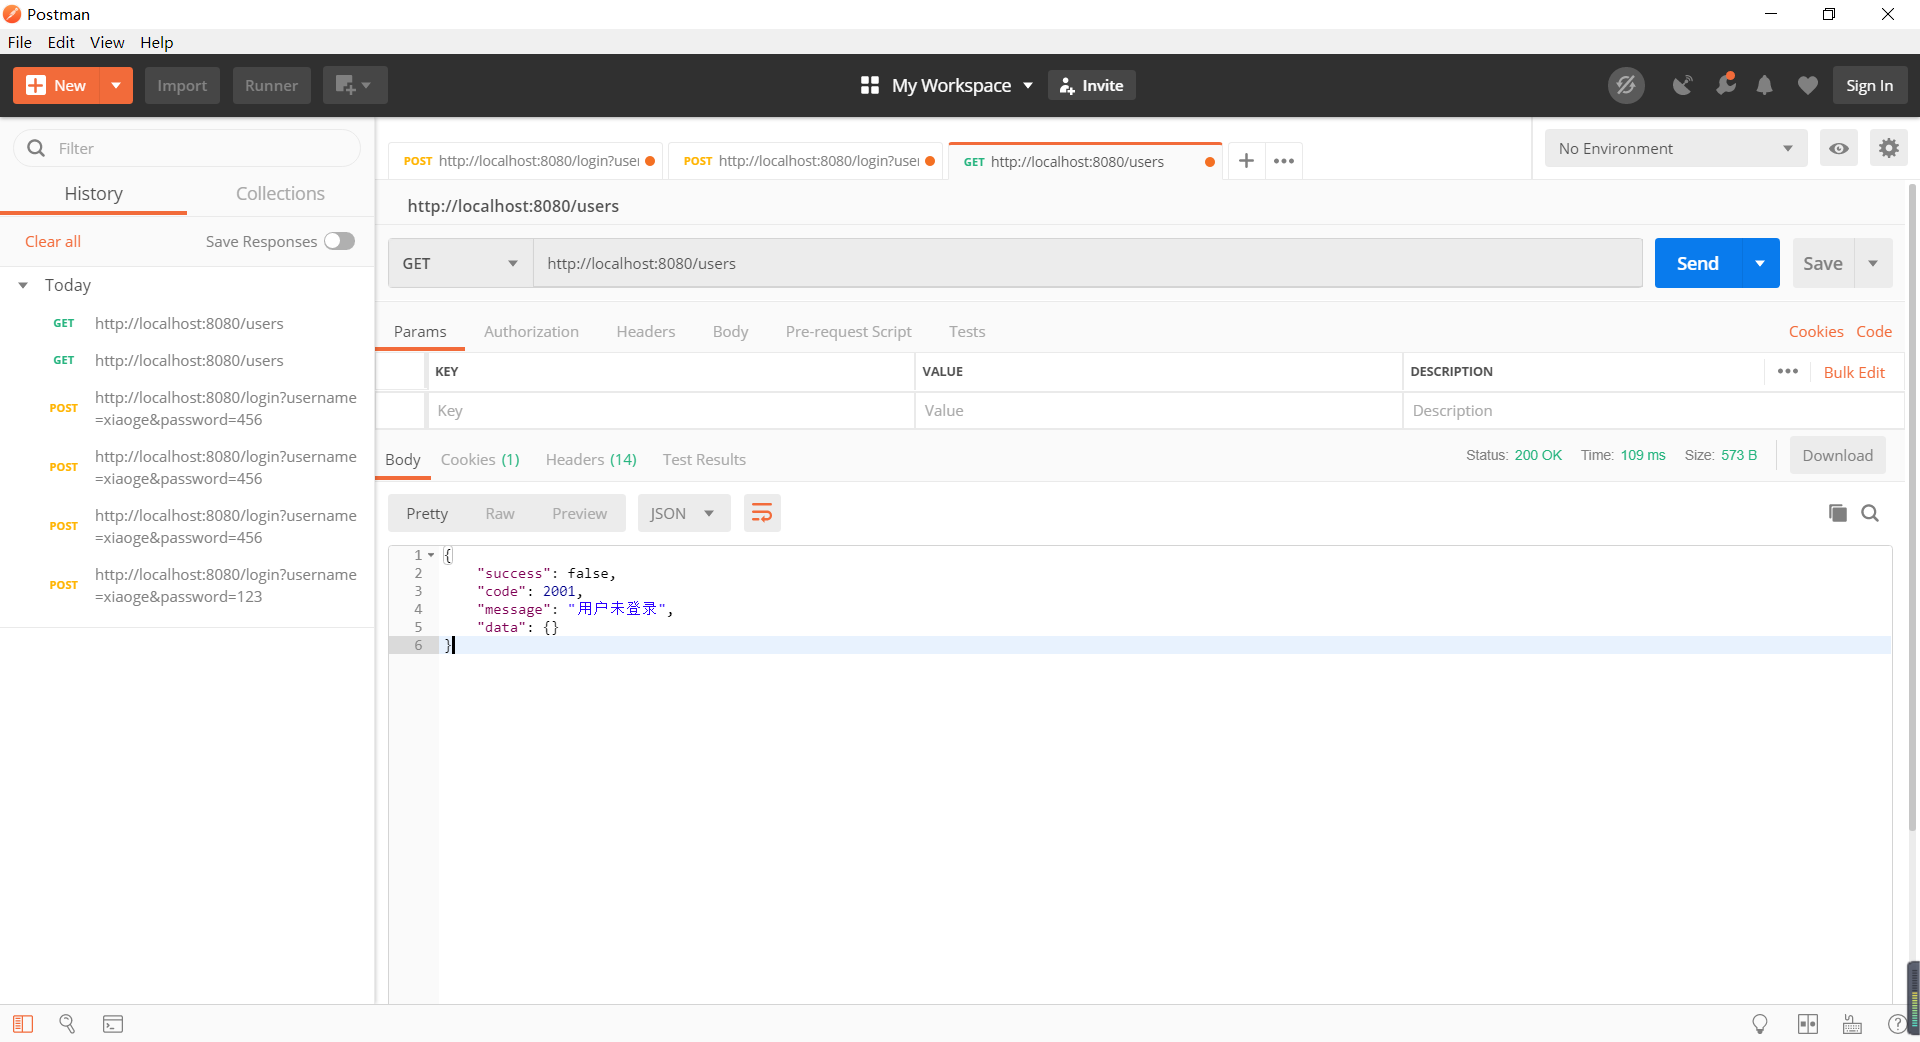 Postman
File Edit View Help
New Import Runner My Workspace Invite Sign In
Filter
History Collections
Clear all Save Responses
Today
GET http://localhost:8080/users
GET http://localhost:8080/users
POST http://localhost:8080/login?username
=xiaoge&password=456
POST http://localhost:8080/login?username
=xiaoge&password=456
POST http://localhost:8080/login?username
=xiaoge&password=456
POST http://localhost:8080/login?username
=xiaoge&password=123
POST http://localhost:8080/login?use POST http://localhost:8080/login?use GET http://localhost:8080/users
No Environment
http://localhost:8080/users
GET http://localhost:8080/users Send Save
Params Authorization Headers Body Pre-request Script Tests Cookies Code
KEY VALUE DESCRIPTION Bulk Edit
Key Value Description
Body Cookies (1) Headers (14) Test Results Status: 200 OK Time: 109 ms Size: 573 B Download
Pretty Raw Preview JSON
1 {
2 "success": false,
3 "code": 2001,
4 "message": "用户未登录",
5 "data": {}
6 }